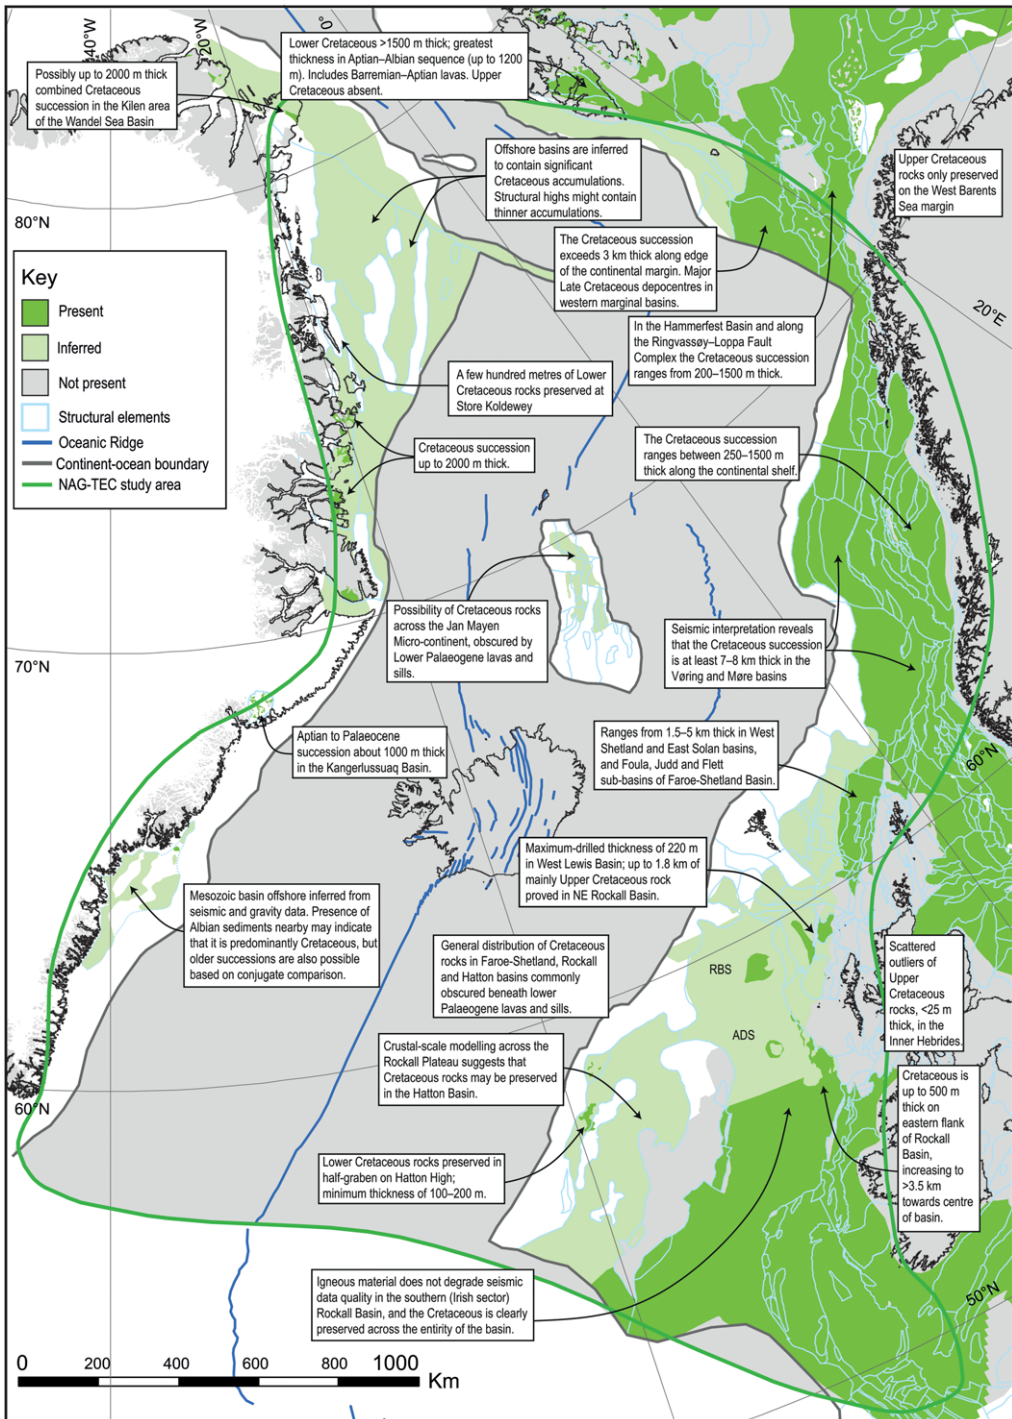 40°W
20°W
0°
Lower Cretaceous >1500 m thick; greatest
thickness in Aptian–Albian sequence (up to 1200
m). Includes Barremian–Aptian lavas. Upper
Cretaceous absent.
Possibly up to 2000 m thick
combined Cretaceous
succession in the Kilen area
of the Wandel Sea Basin
Offshore basins are inferred
to contain significant
Cretaceous accumulations.
Structural highs might contain
thinner accumulations.
Upper Cretaceous
rocks only preserved
on the West Barents
Sea margin
80°N
The Cretaceous succession
exceeds 3 km thick along edge
of the continental margin. Major
Late Cretaceous depocentres in
western marginal basins.
20°E
Key
Present
Inferred
Not present
Structural elements
Oceanic Ridge
Continent-ocean boundary
NAG-TEC study area
In the Hammerfest Basin and along
the Ringvassøy–Loppa Fault
Complex the Cretaceous succession
ranges from 200–1500 m thick.
A few hundred metres of Lower
Cretaceous rocks preserved at
Store Koldewey
Cretaceous succession
up to 2000 m thick.
The Cretaceous succession
ranges between 250–1500 m
thick along the continental shelf.
Possibility of Cretaceous rocks
across the Jan Mayen
Micro-continent, obscured by
Lower Palaeogene lavas and
sills.
Seismic interpretation reveals
that the Cretaceous succession
is at least 7–8 km thick in the
Vøring and Møre basins
70°N
Aptian to Palaeocene
succession about 1000 m thick
in the Kangerlussuaq Basin.
Ranges from 1.5–5 km thick in West
Shetland and East Solan basins,
and Foula, Judd and Flett
sub-basins of Faroe-Shetland Basin.
60°N
Maximum-drilled thickness of 220 m
in West Lewis Basin; up to 1.8 km of
mainly Upper Cretaceous rock
proved in NE Rockall Basin.
Mesozoic basin offshore inferred from
seismic and gravity data. Presence of
Albian sediments nearby may indicate
that it is predominantly Cretaceous, but
older successions are also possible
based on conjugate comparison.
General distribution of Cretaceous
rocks in Faroe-Shetland, Rockall
and Hatton basins commonly
obscured beneath lower
Palaeogene lavas and sills.
RBS
ADS
Scattered
outliers of
Upper
Cretaceous
rocks, <25 m
thick, in the
Inner Hebrides.
Crustal-scale modelling across the
Rockall Plateau suggests that
Cretaceous rocks may be preserved
in the Hatton Basin.
60°N
Cretaceous is
up to 500 m
thick on
eastern flank
of Rockall
Basin,
increasing to
>3.5 km
towards centre
of basin.
Lower Cretaceous rocks preserved in
half-graben on Hatton High;
minimum thickness of 100–200 m.
50°N
Igneous material does not degrade seismic
data quality in the southern (Irish sector)
Rockall Basin, and the Cretaceous is clearly
preserved across the entirity of the basin.
0 200 400 600 800 1000
Km